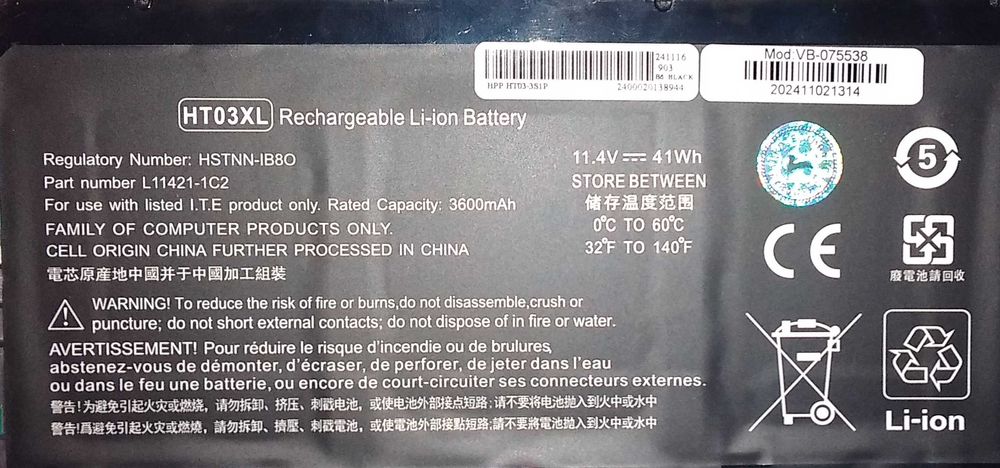 241116
903
B6 BLACK
HPP HT03-3S1P
2400020138944
Mod:VB-075538
202411021314
HT03XL Rechargeable Li-ion Battery
Regulatory Number: HSTNN-IB8O
Part number L11421-1C2
For use with listed I.T.E product only. Rated Capacity: 3600mAh
FAMILY OF COMPUTER PRODUCTS ONLY.
CELL ORIGIN CHINA FURTHER PROCESSED IN CHINA
電芯原産地中國并于中國加工組裝
11.4V 41Wh
STORE BETWEEN
储存温度范围
0°C TO 60°C
32°F TO 140°F
5
CE
廢電池請回收
WARNING! To reduce the risk of fire or burns,do not disassemble,crush or
puncture; do not short external contacts; do not dispose of in fire or water.
AVERTISSEMENT! Pour réduire le risque d'incendie ou de brulures,
abstenez-vous de démonter, d'écraser, de perforer, de jeter dans l'eau
ou dans le feu une batterie, ou encore de court-circuiter ses connecteurs externes.
警告!为避免引起火灾或燃烧，请勿拆卸、挤压、刺戳电池，或使电池外部接点短路;请不要将电池抛入到火中或水中
警告!爲避免引起火灾或燃燒，請勿拆卸、擠壓、刺戳電池，或使電池外部接點短路;請不要將電池抛入到火中或水中
Li-ion